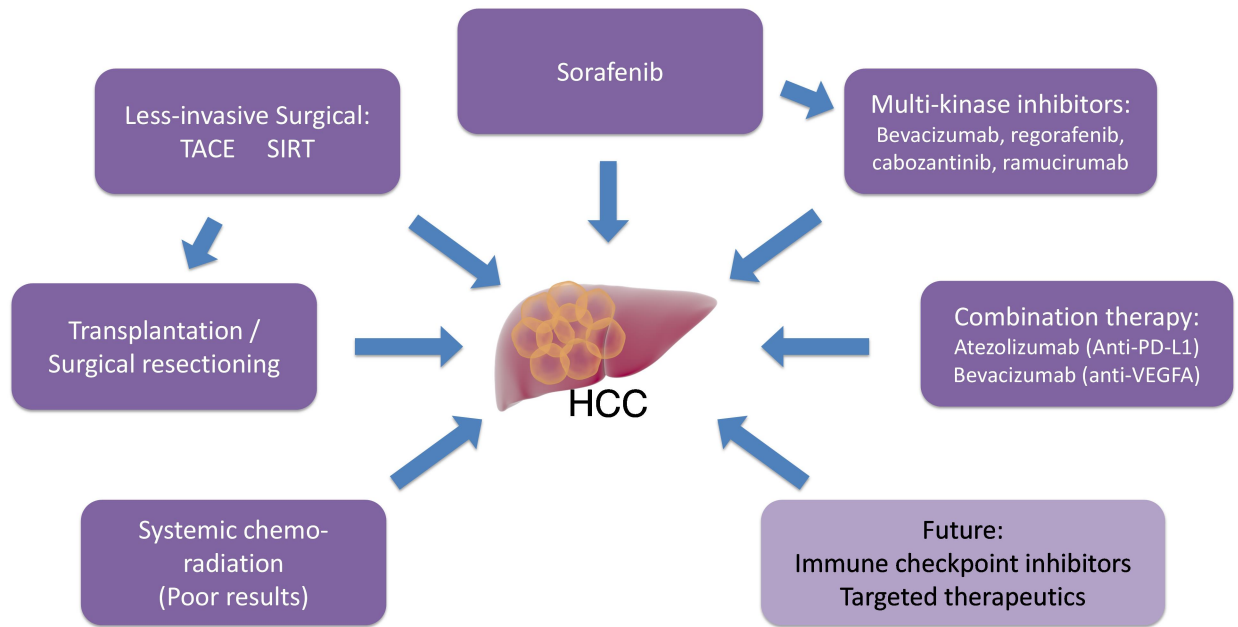 Sorafenib
Less-invasive Surgical:
TACE SIRT
Multi-kinase inhibitors:
Bevacizumab, regorafenib,
cabozantinib, ramucirumab
Transplantation /
Surgical resectioning
HCC
Combination therapy:
Atezolizumab (Anti-PD-L1)
Bevacizumab (anti-VEGFA)
Systemic chemo-
radiation
(Poor results)
Future:
Immune checkpoint inhibitors
Targeted therapeutics